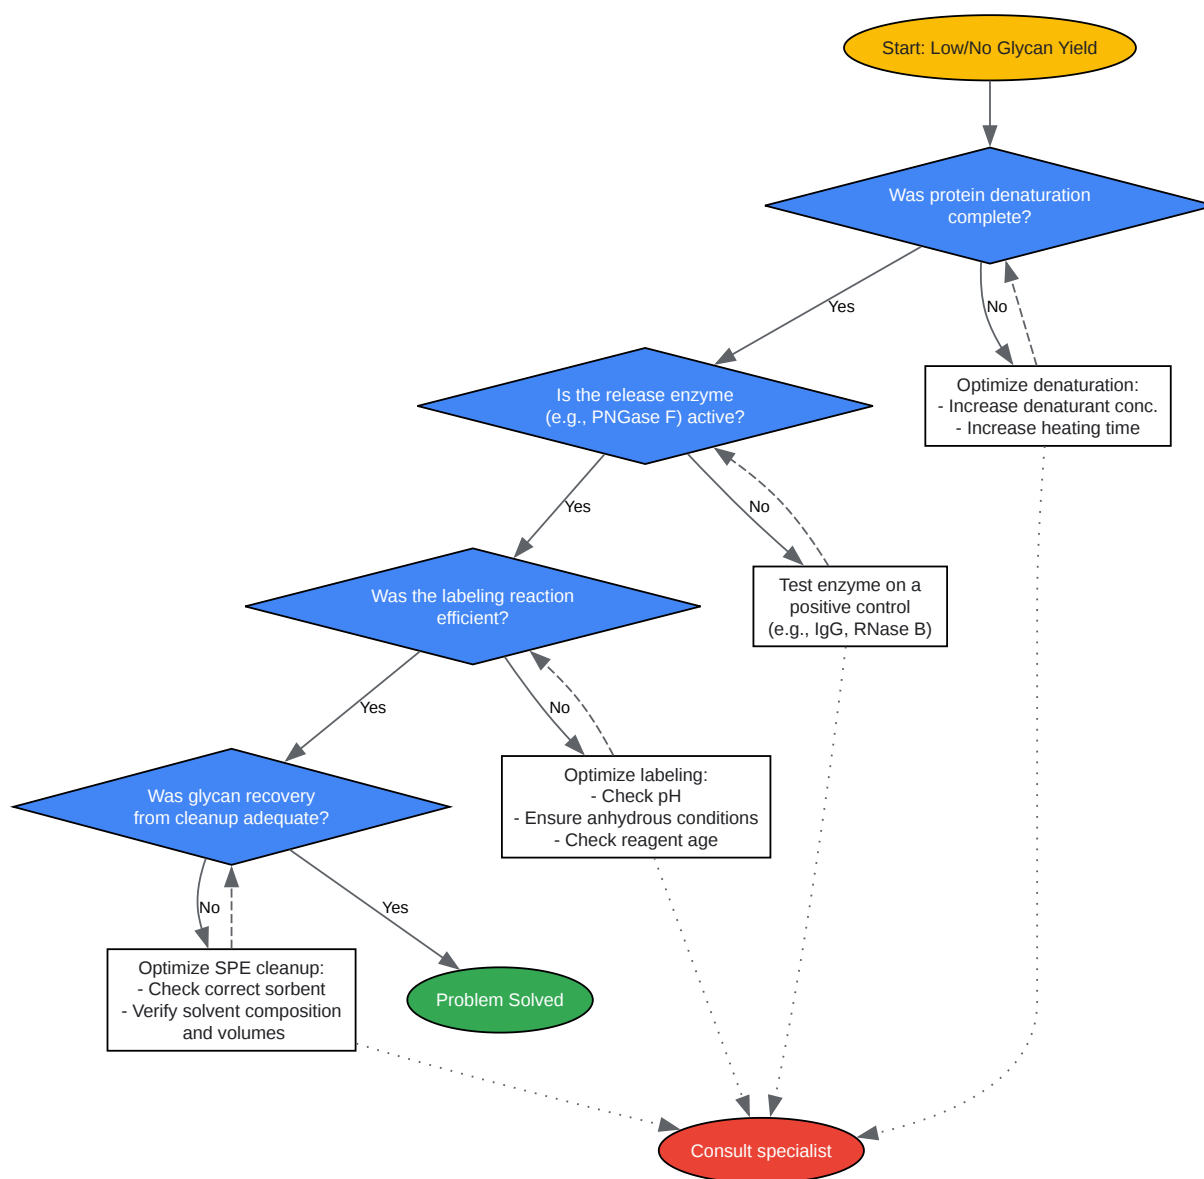 Start: Low/No Glycan Yield
Was protein denaturation
complete?
Yes
No
Optimize denaturation:
- Increase denaturant conc.
- Increase heating time
Is the release enzyme
(e.g., PNGase F) active?
Yes
No
Test enzyme on a
positive control
(e.g., IgG, RNase B)
Was the labeling reaction
efficient?
Yes
No
Optimize labeling:
- Check pH
- Ensure anhydrous conditions
- Check reagent age
Was glycan recovery
from cleanup adequate?
No
Yes
Optimize SPE cleanup:
- Check correct sorbent
- Verify solvent composition
and volumes
Problem Solved
Consult specialist